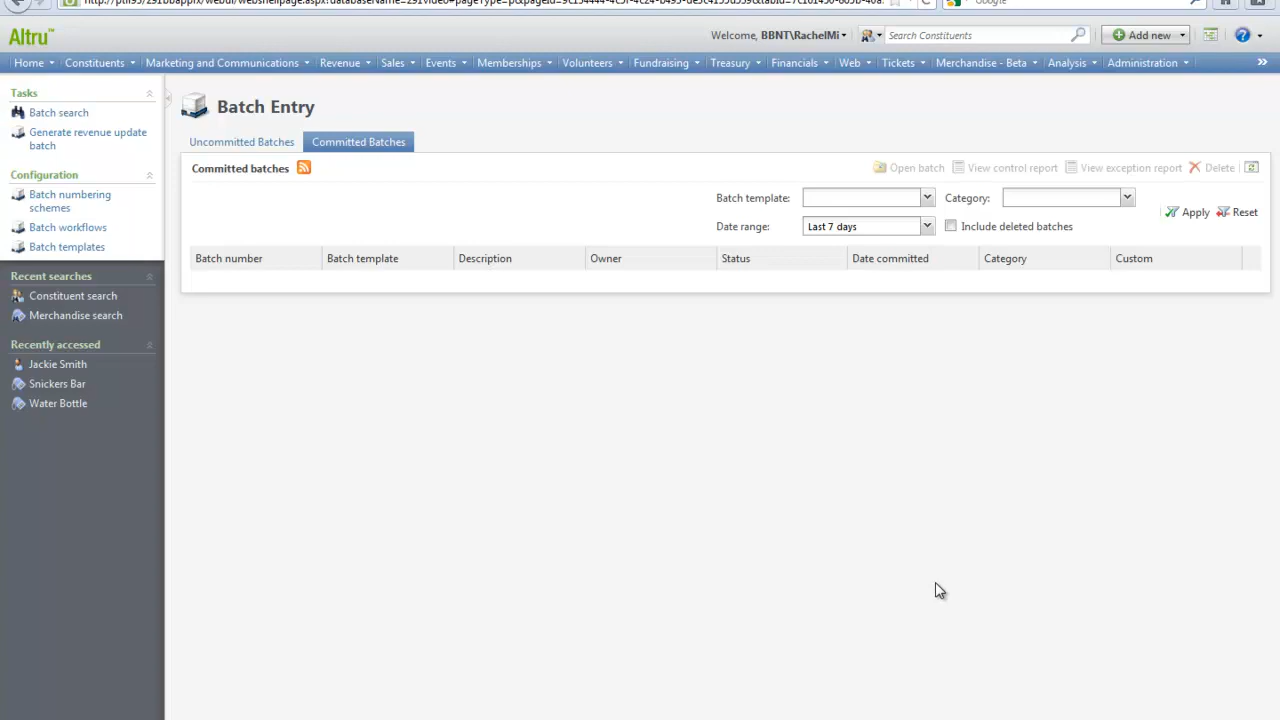 Google
Altru
Welcome, BBNT\RachelMi
Search Constituents
Add new
Home Constituents Marketing and Communications Revenue Sales Events Memberships Volunteers Fundraising Treasury Financials Web Tickets Merchandise - Beta Analysis Administration »
Tasks
Batch search
Generate revenue update
batch
Configuration
Batch numbering
schemes
Batch workflows
Batch templates
Recent searches
Constituent search
Merchandise search
Recently accessed
Jackie Smith
Snickers Bar
Water Bottle
Batch Entry
Uncommitted Batches Committed Batches
Committed batches
Open batch View control report View exception report Delete
Batch template: Category:
Apply Reset
Date range: Last 7 days Include deleted batches
Batch number Batch template Description Owner Status Date committed Category Custom